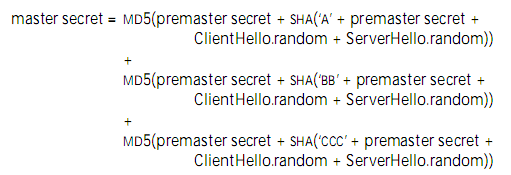 master secret = MD5(premaster secret + SHA(‘A’ + premaster secret +
ClientHello.random + ServerHello.random))
+
MD5(premaster secret + SHA(‘BB’ + premaster secret +
ClientHello.random + ServerHello.random))
+
MD5(premaster secret + SHA(‘CCC’ + premaster secret +
ClientHello.random + ServerHello.random))